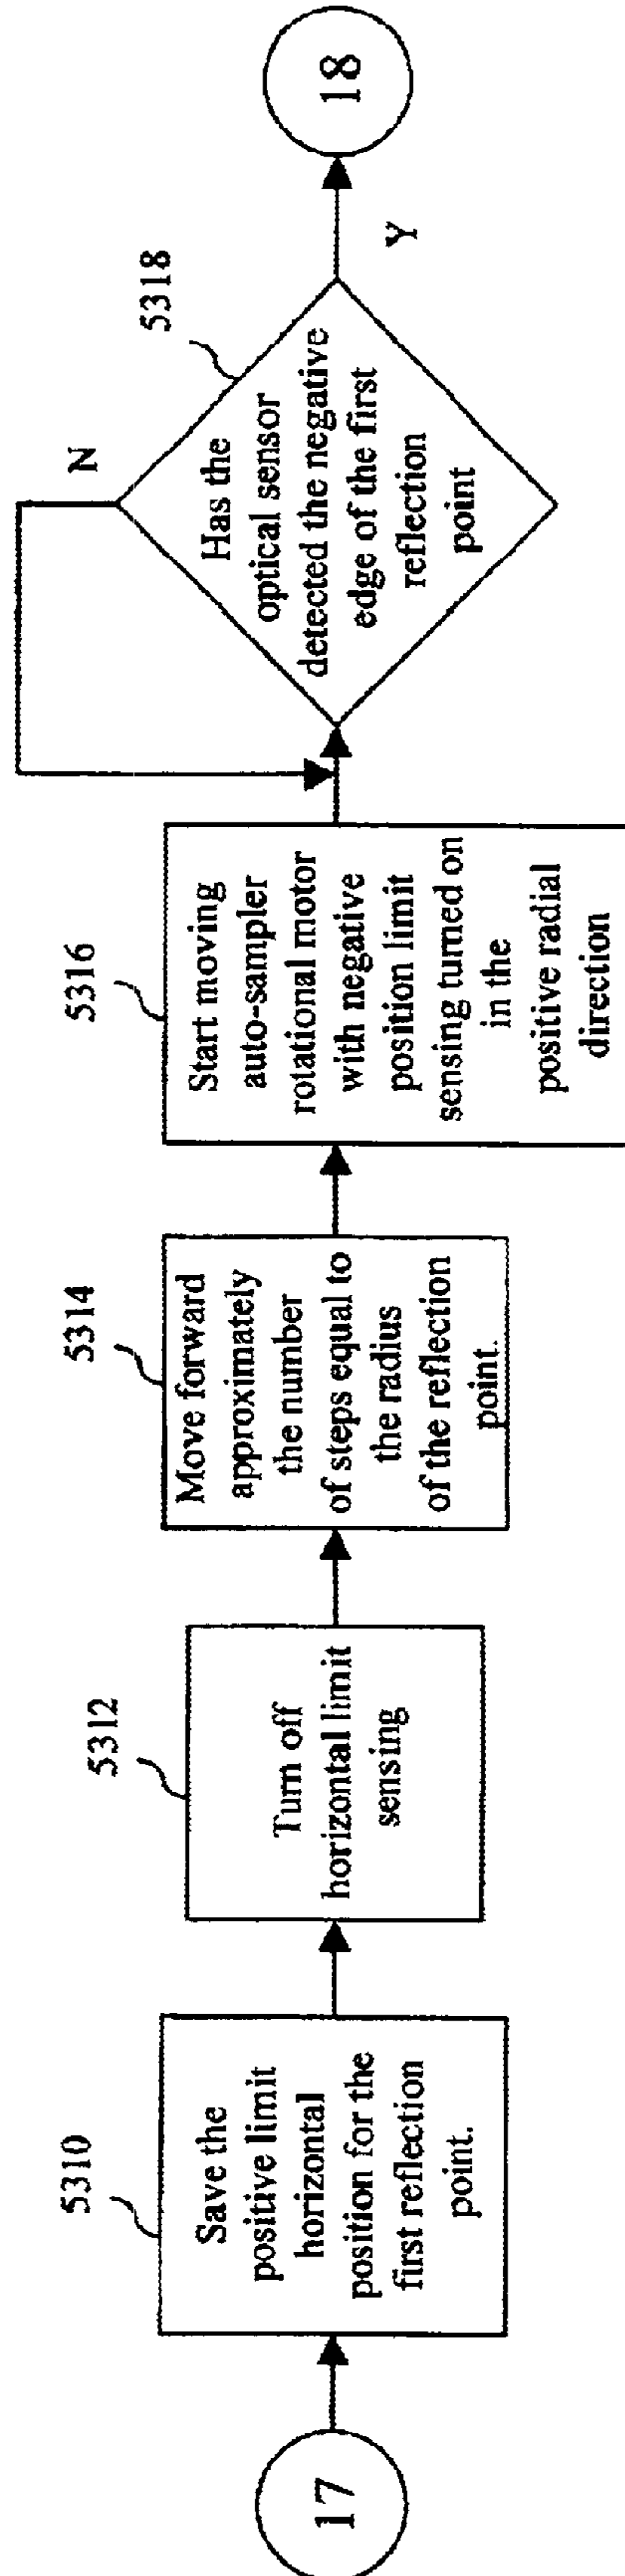 17
5310
Save the
positive limit
horizontal
position for the
first reflection
point.
5312
Turn off
horizontal limit
sensing
5314
Move forward
approximately
the number
of steps equal to
the radius
of the reflection
point.
5316
Start moving
auto-sampler
rotational motor
with negative
position limit
sensing turned on
in the
positive radial
direction
5318
Has the
optical sensor
detected the negative
edge of the first
reflection
point
N
Y
18